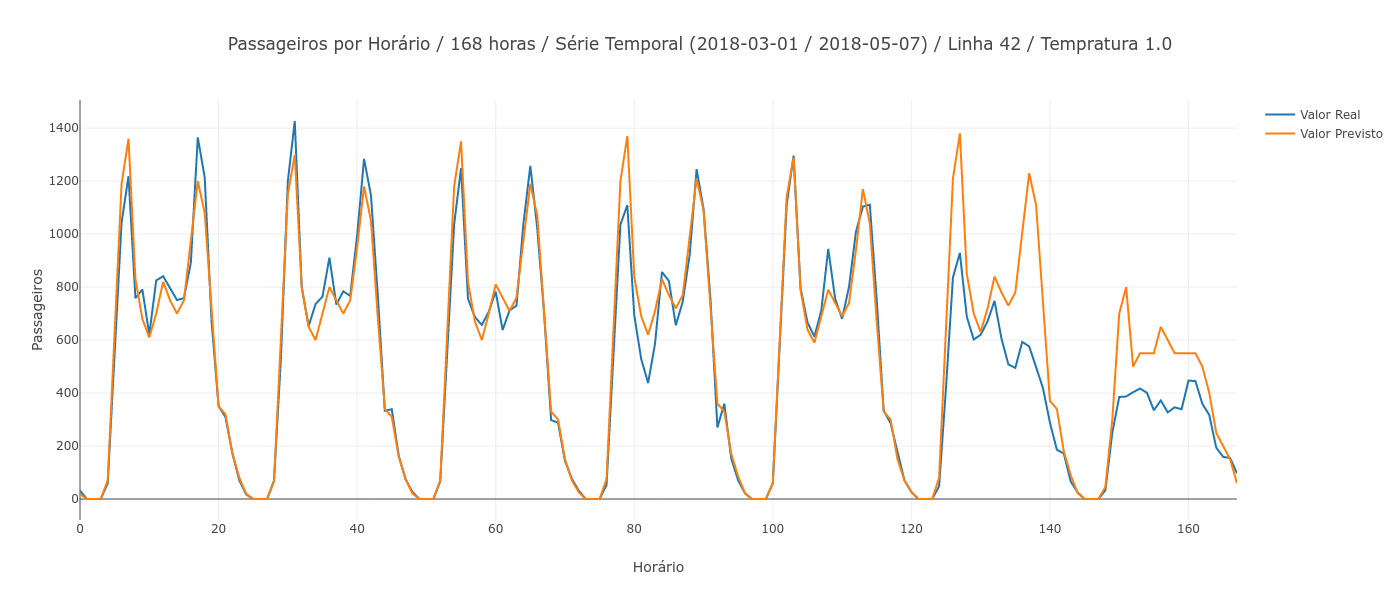 Passageiros por Horário / 168 horas / Série Temporal (2018-03-01 / 2018-05-07) / Linha 42 / Tempratura 1.0
Valor Real
Valor Previsto
1400
1200
1000
800
600
400
200
0
Passageiros
0 20 40 60 80 100 120 140 160
Horário